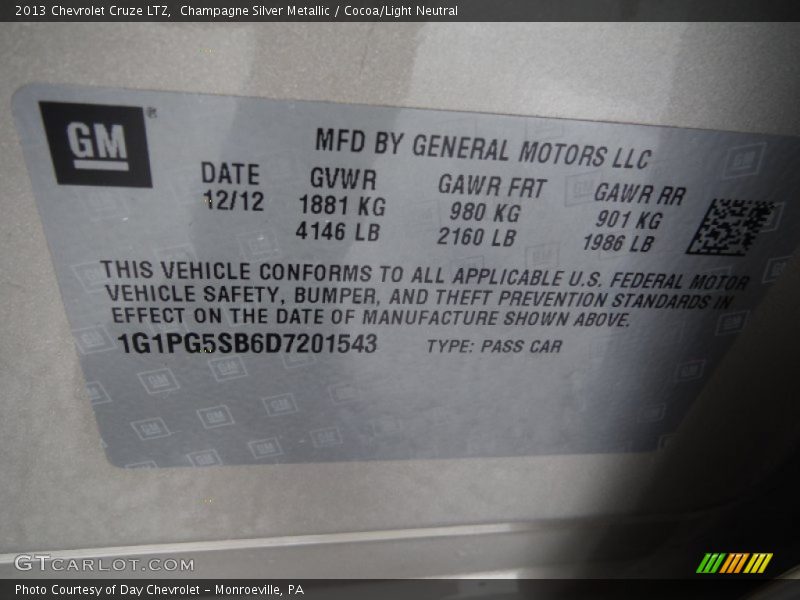 2013 Chevrolet Cruze LTZ,  Champagne Silver Metallic / Cocoa/Light Neutral
GM ®
MFD BY GENERAL MOTORS LLC
DATE GVWR GAWR FRT GAWR RR
12/12 1881 KG 980 KG 901 KG
4146 LB 2160 LB 1986 LB
THIS VEHICLE CONFORMS TO ALL APPLICABLE U.S. FEDERAL MOTOR
VEHICLE SAFETY, BUMPER, AND THEFT PREVENTION STANDARDS IN
EFFECT ON THE DATE OF MANUFACTURE SHOWN ABOVE.
1G1PG5SB6D7201543 TYPE: PASS CAR
GTCARLOT.COM
Photo Courtesy of Day Chevrolet - Monroeville, PA